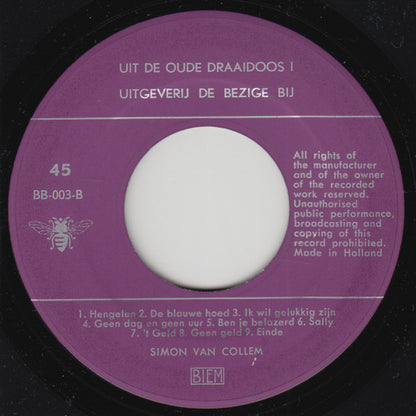 UIT DE OUDE DRAAIDOOS I
UITGEVERIJ DE BEZIGE BIJ
45
BB-003-B
All rights of
the manufacturer
and of the owner
of the recorded
work reserved.
Unauthorised
public performance,
broadcasting and
copying of this
record prohibited.
Made in Holland
1. Hengelen 2. De blauwe hoed 3. Ik wil gelukkig zijn
4. Geen dag en geen uur 5. Ben je belazerd 6. Sally
7. 't Geld 8. Geen geld 9. Einde
SIMON VAN COLLEM
BIEM